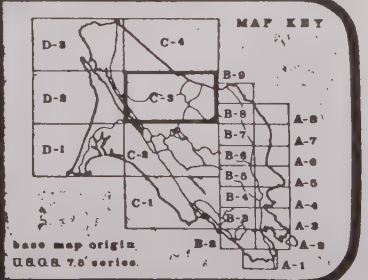 MAP KEY
D-3
C-4
B-9
D-2
C-3
B-8
A-8
B-7
A-7
D-1
C-2
B-6
A-6
B-5
A-5
B-4
A-4
C-1
B-3
A-3
B-2
A-2
A-1
base map origin
U.S.G.S. 7.5' series.